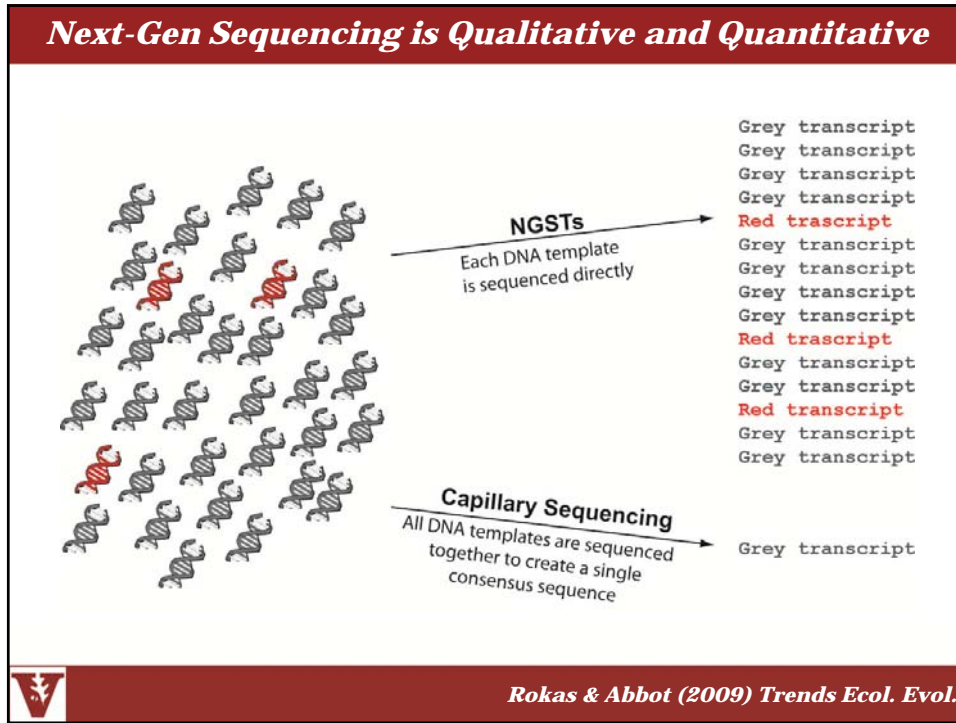 Next-Gen Sequencing is Qualitative and Quantitative
NGSTs
Each DNA template
is sequenced directly
Grey transcript
Grey transcript
Grey transcript
Grey transcript
Red trascript
Grey transcript
Grey transcript
Grey transcript
Grey transcript
Red trascript
Grey transcript
Grey transcript
Red transcript
Grey transcript
Grey transcript
Capillary Sequencing
All DNA templates are sequenced
together to create a single
consensus sequence
Grey transcript
V
Rokas & Abbot (2009) Trends Ecol. Evol.